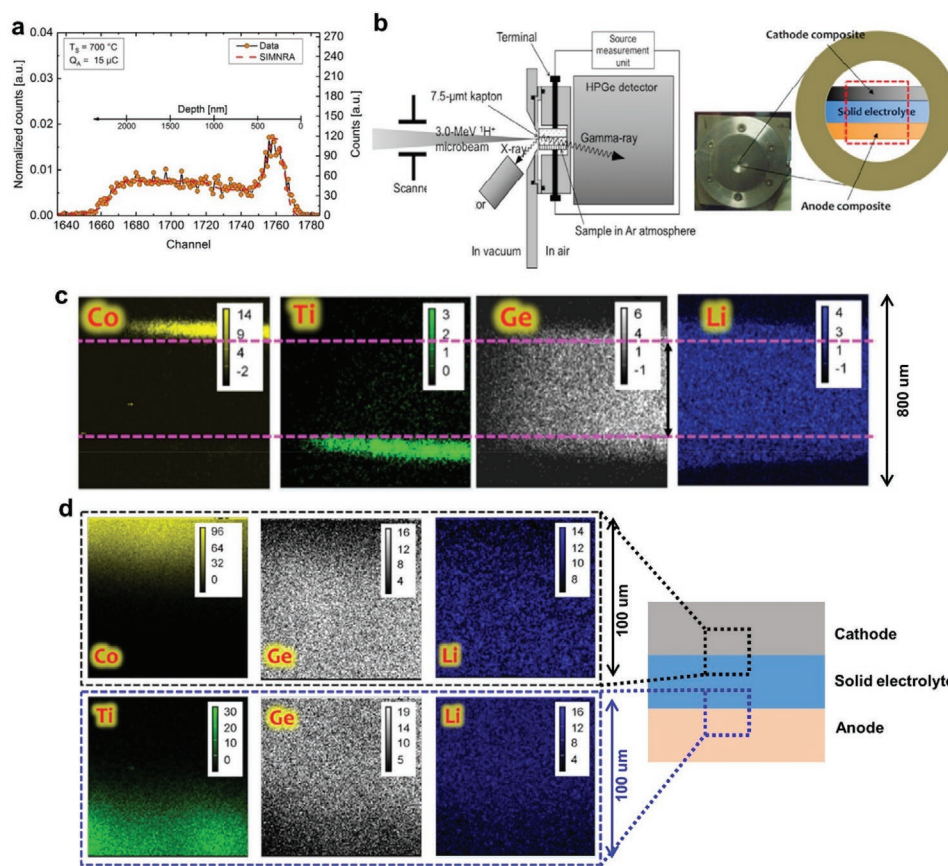 a
T_S = 700 °C
Q_A = 15 µC
Data
SIMNRA
Normalized counts [a.u.]
0.04
0.03
0.02
0.01
0.00
Depth [nm]
2000 1500 1000 500 0
Counts [a.u.]
270
240
210
180
150
120
90
60
30
0
1640 1660 1680 1700 1720 1740 1760 1780
Channel
b
Terminal
Source
measurement
unit
HPGe detector
7.5-µmt kapton
3.0-MeV ¹H⁺
microbeam
Gamma-ray
X-ray
Scanne
or
Sample in Ar atmosphere
In vacuum
In air
Cathode composite
Solid electrolyte
Anode composite
c
Co
14
9
4
-2
Ti
3
2
1
0
Ge
6
4
1
-1
Li
4
3
1
-1
800 um
d
96
64
32
0
Co
16
12
8
4
Ge
14
12
10
8
Li
100 um
Ti
30
20
10
0
Ge
19
14
10
5
Li
16
12
8
4
100 um
Cathode
Solid electrolyte
Anode